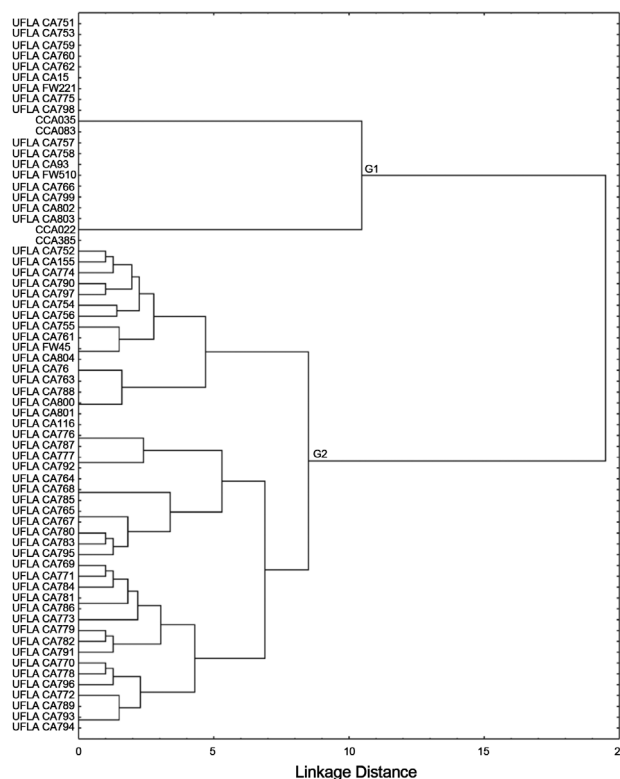 UFLA CA751
UFLA CA753
UFLA CA759
UFLA CA760
UFLA CA762
UFLA CA15
UFLA FW221
UFLA CA775
UFLA CA798
CCA035
CCA083
UFLA CA757
UFLA CA758
UFLA CA93
UFLA FW510
UFLA CA766
UFLA CA799
UFLA CA802
UFLA CA803
CCA022
CCA385
UFLA CA752
UFLA CA155
UFLA CA774
UFLA CA790
UFLA CA797
UFLA CA754
UFLA CA756
UFLA CA755
UFLA CA761
UFLA FW45
UFLA CA804
UFLA CA76
UFLA CA763
UFLA CA788
UFLA CA800
UFLA CA801
UFLA CA116
UFLA CA776
UFLA CA787
UFLA CA777
UFLA CA792
UFLA CA764
UFLA CA768
UFLA CA785
UFLA CA765
UFLA CA767
UFLA CA780
UFLA CA783
UFLA CA795
UFLA CA769
UFLA CA771
UFLA CA784
UFLA CA781
UFLA CA786
UFLA CA773
UFLA CA779
UFLA CA782
UFLA CA791
UFLA CA770
UFLA CA778
UFLA CA796
UFLA CA772
UFLA CA789
UFLA CA793
UFLA CA794
G1
G2
0 5 10 15 2
Linkage Distance